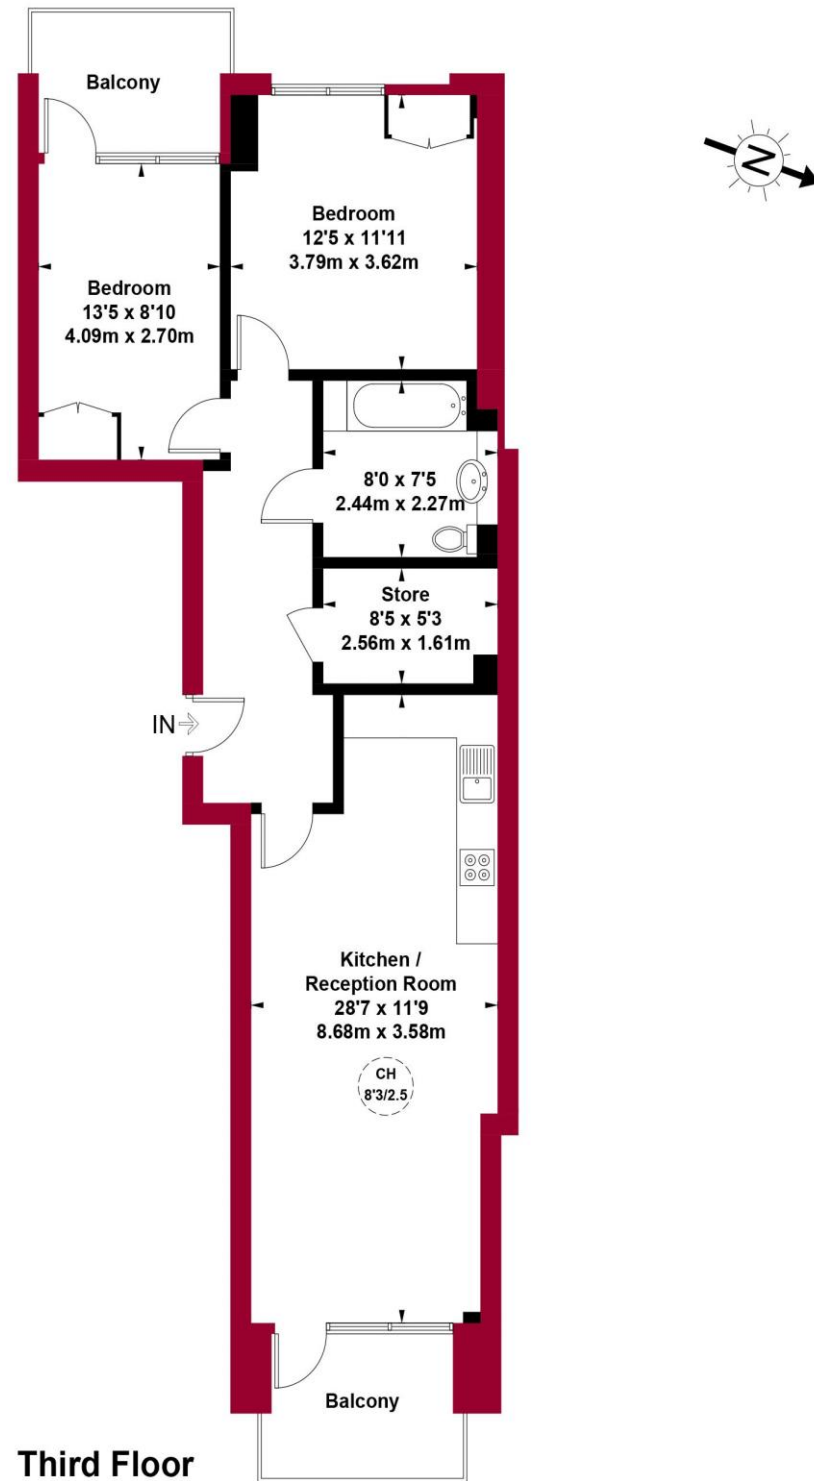 Balcony
Bedroom
12'5 x 11'11
3.79m x 3.62m
N
Bedroom
13'5 x 8'10
4.09m x 2.70m
8'0 x 7'5
2.44m x 2.27m
Store
8'5 x 5'3
2.56m x 1.61m
IN
Kitchen /
Reception Room
28'7 x 11'9
8.68m x 3.58m
CH
8'3/2.5
Balcony
Third Floor